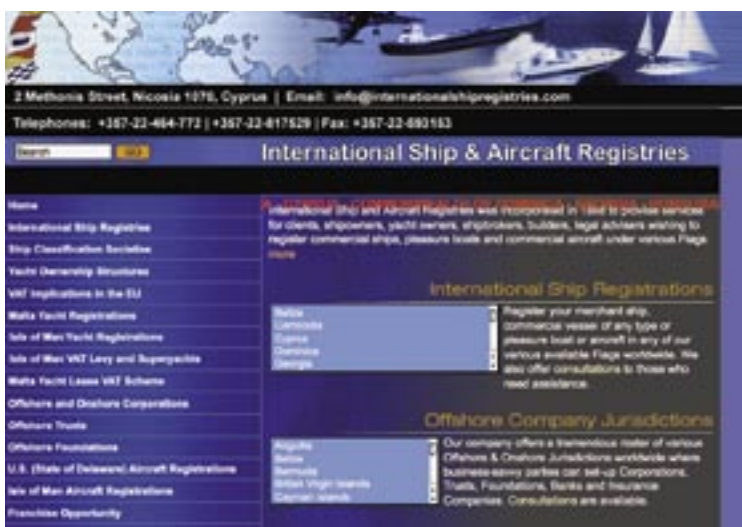 2 Methonis Street, Nicosia 1070, Cyprus | Email: info@internationalshipregistries.com
Telephones: +357-22-464-772 | +357-22-817529 | Fax:
Search GO!
International Ship & Aircraft Registries
Home
International Ship Registries
Ship Classification Societies
Yacht Ownership Structures
VAT Implications in the EU
Malta Yacht Registrations
Isle of Man Yacht Registrations
Isle of Man VAT Levy and Superyachts
Malta Yacht Lease VAT Scheme
Offshore and Onshore Corporations
Offshore Trusts
Offshore Foundations
U.S. (State of Delaware) Aircraft Registrations
Isle of Man Aircraft Registrations
Franchise Opportunity
International Ship and Aircraft Registries was incorporated in to provide services
for clients, shipowners, yacht owners, shipbrokers, builders, legal advisers wishing to
register commercial ships, pleasure boats and commercial aircraft under various Flags
more
International Ship Registrations
Belize
Cambodia
Cyprus
Dominica
Georgia
Register your merchant ship,
commercial vessel of any type or
pleasure boat or aircraft in any of our
various available Flags worldwide. We
also offer consultations to those who
need assistance.
Offshore Company Jurisdictions
Anguilla
Belize
Bermuda
British Virgin Islands
Cayman Islands
Our company offers a tremendous roster of various
Offshore & Onshore Jurisdictions worldwide where
business-savvy parties can set-up Corporations,
Trusts, Foundations, Banks and Insurance
Companies. Consultations are available.